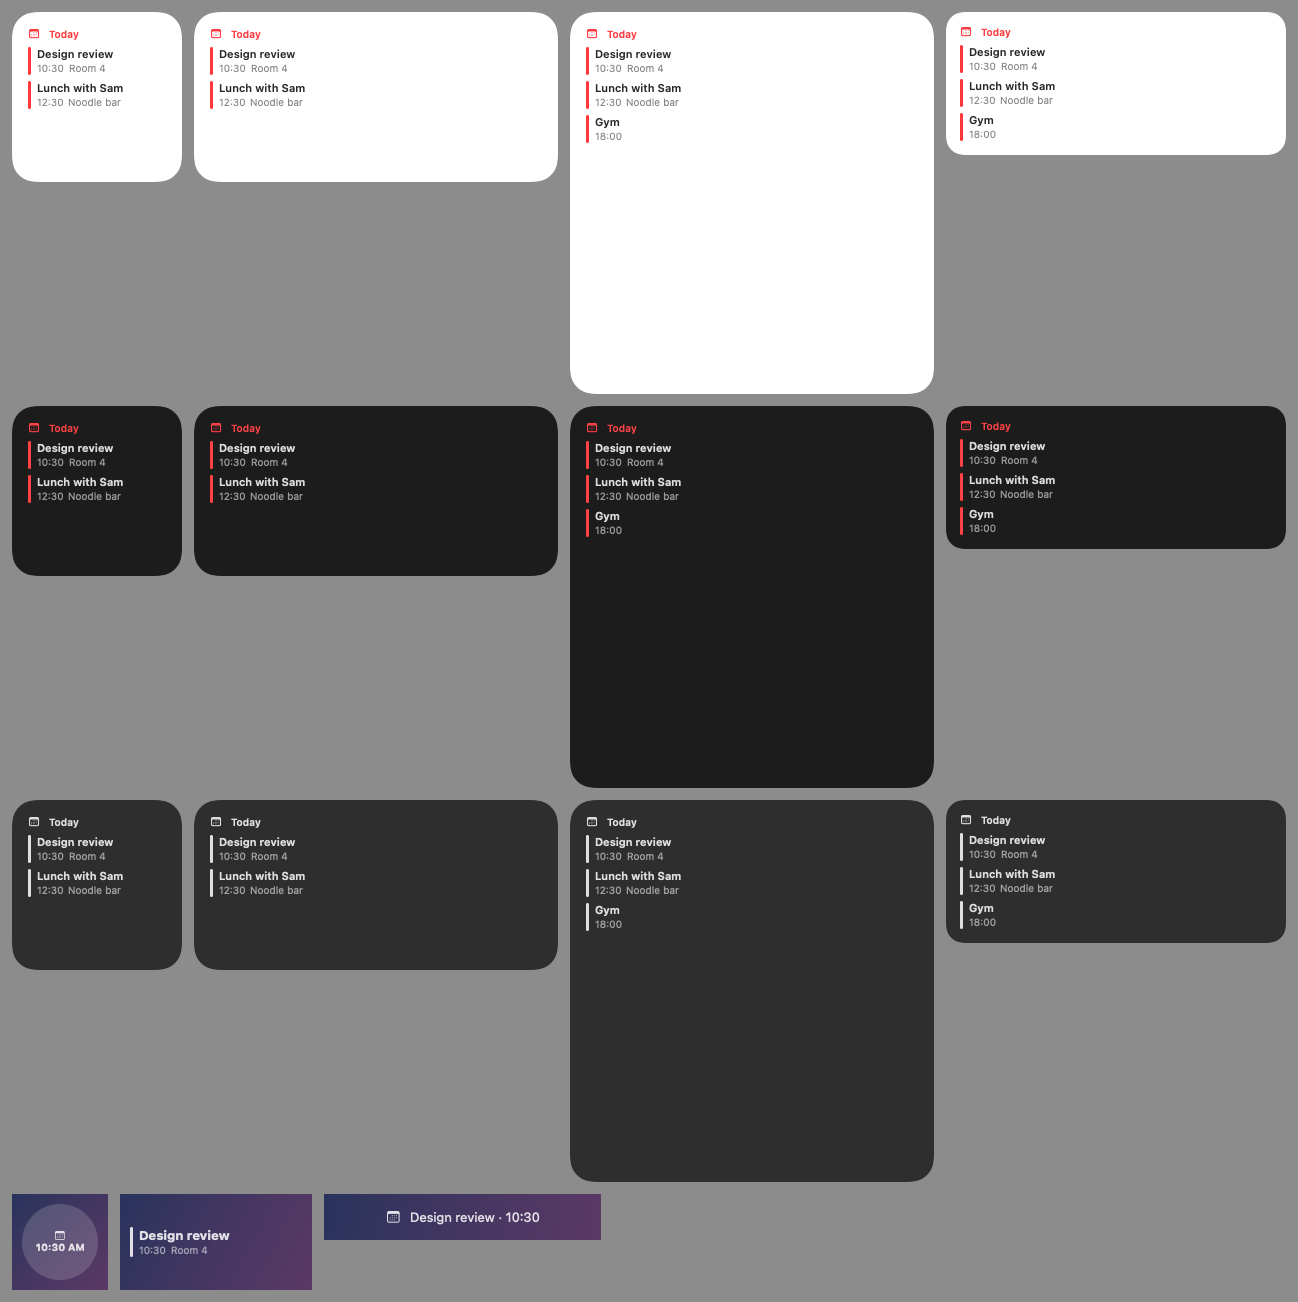 Today
Design review
10:30 Room 4
Lunch with Sam
12:30 Noodle bar
Today
Design review
10:30 Room 4
Lunch with Sam
12:30 Noodle bar
Today
Design review
10:30 Room 4
Lunch with Sam
12:30 Noodle bar
Gym
18:00
Today
Design review
10:30 Room 4
Lunch with Sam
12:30 Noodle bar
Gym
18:00
Today
Design review
10:30 Room 4
Lunch with Sam
12:30 Noodle bar
Today
Design review
10:30 Room 4
Lunch with Sam
12:30 Noodle bar
Today
Design review
10:30 Room 4
Lunch with Sam
12:30 Noodle bar
Gym
18:00
Today
Design review
10:30 Room 4
Lunch with Sam
12:30 Noodle bar
Gym
18:00
Today
Design review
10:30 Room 4
Lunch with Sam
12:30 Noodle bar
Today
Design review
10:30 Room 4
Lunch with Sam
12:30 Noodle bar
Today
Design review
10:30 Room 4
Lunch with Sam
12:30 Noodle bar
Gym
18:00
Today
Design review
10:30 Room 4
Lunch with Sam
12:30 Noodle bar
Gym
18:00
10:30 AM
Design review
10:30 Room 4
Design review · 10:30